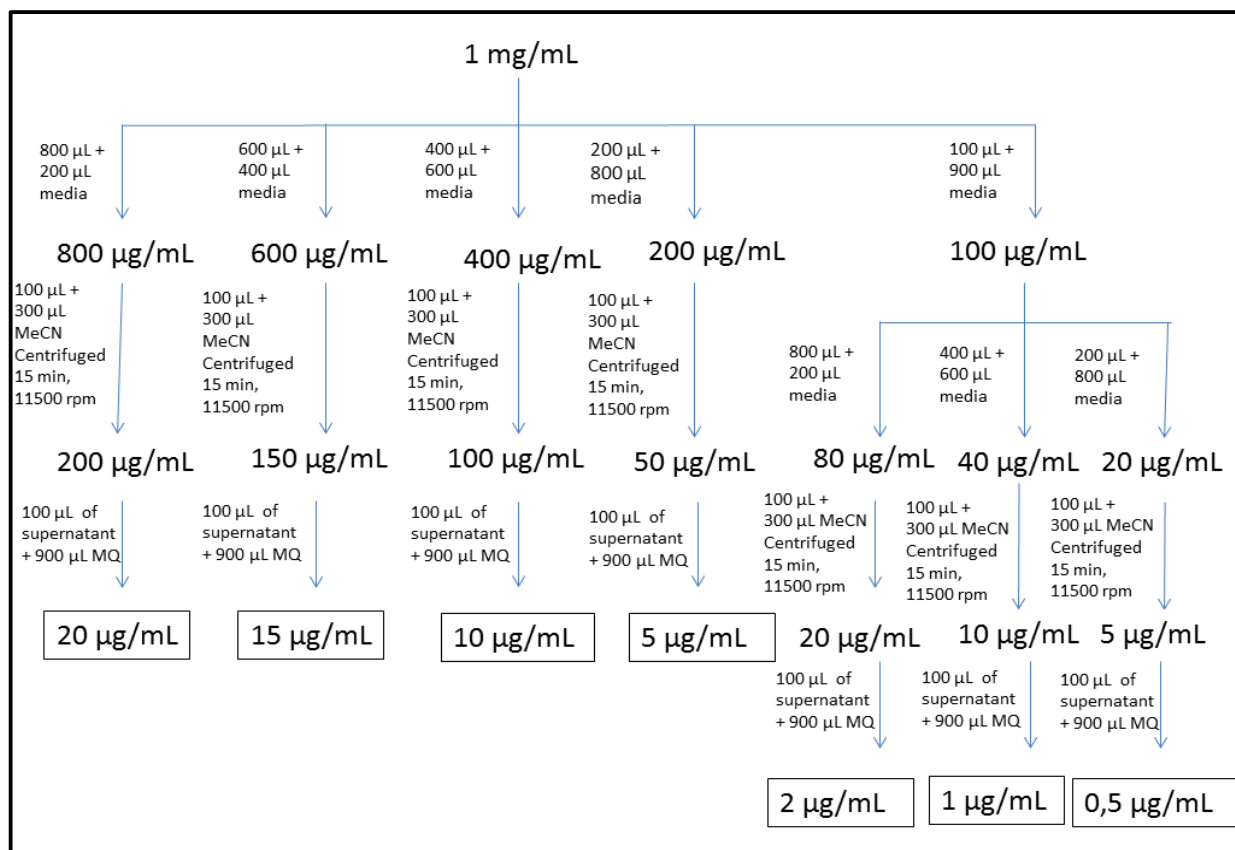 1 mg/mL
800 µL +
200 µL
media
600 µL +
400 µL
media
400 µL +
600 µL
media
200 µL +
800 µL
media
100 µL +
900 µL
media
800 µg/mL
600 µg/mL
400 µg/mL
200 µg/mL
100 µg/mL
100 µL +
300 µL
MeCN
Centrifuged
15 min,
11500 rpm
100 µL +
300 µL
MeCN
Centrifuged
15 min,
11500 rpm
100 µL +
300 µL
MeCN
Centrifuged
15 min,
11500 rpm
100 µL +
300 µL
MeCN
Centrifuged
15 min,
11500 rpm
800 µL +
200 µL
media
400 µL +
600 µL
media
200 µL +
800 µL
media
200 µg/mL
150 µg/mL
100 µg/mL
50 µg/mL
80 µg/mL
40 µg/mL
20 µg/mL
100 µL of
supernatant
+ 900 µL MQ
100 µL of
supernatant
+ 900 µL MQ
100 µL of
supernatant
+ 900 µL MQ
100 µL of
supernatant
+ 900 µL MQ
100 µL +
300 µL MeCN
Centrifuged
15 min,
11500 rpm
100 µL +
300 µL MeCN
Centrifuged
15 min,
11500 rpm
100 µL +
300 µL MeCN
Centrifuged
15 min,
11500 rpm
20 µg/mL
15 µg/mL
10 µg/mL
5 µg/mL
20 µg/mL
10 µg/mL
5 µg/mL
100 µL of
supernatant
+ 900 µL MQ
100 µL of
supernatant
+ 900 µL MQ
100 µL of
supernatant
+ 900 µL MQ
2 µg/mL
1 µg/mL
0,5 µg/mL